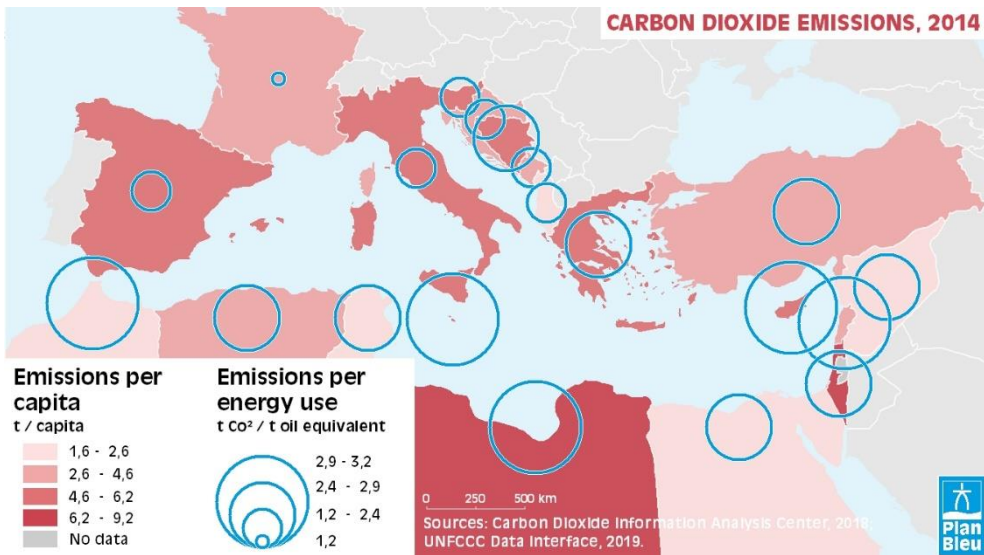 CARBON DIOXIDE EMISSIONS, 2014
Emissions per
capita
t / capita
1,6 - 2,6
2,6 - 4,6
4,6 - 6,2
6,2 - 9,2
No data
Emissions per
energy use
t Co² / t oil equivalent
2,9 - 3,2
2,4 - 2,9
1,2 - 2,4
1,2
0 250 500 km
Sources: Carbon Dioxide Information Analysis Center, 2018,
UNFCCC Data Interface, 2019.
Plan
Bleu